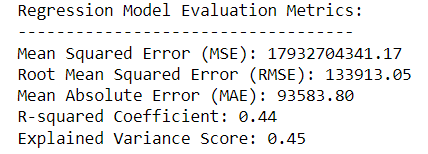 Regression Model Evaluation Metrics:
-----------------------------------
Mean Squared Error (MSE): 17932704341.17
Root Mean Squared Error (RMSE): 133913.05
Mean Absolute Error (MAE): 93583.80
R-squared Coefficient: 0.44
Explained Variance Score: 0.45